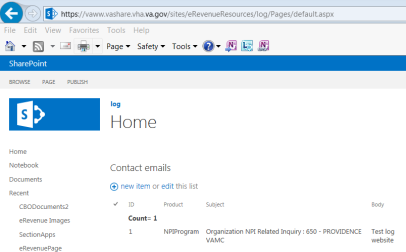 https://vaww.vashare.vha.va.gov/sites/eRevenueResources/log/Pages/default.aspx
File Edit View Favorites Tools Help
Page Safety Tools
SharePoint
BROWSE PAGE PUBLISH
log
S
Home
Home
Notebook
Documents
Recent
CBODocuments2
eRevenue Images
SectionApps
eRevenuePage
Contact emails
new item or edit this list
ID Product Subject Body
Count= 1
1 NPIProgram Organization NPI Related Inquiry : 650 - PROVIDENCE Test log
VAMC website